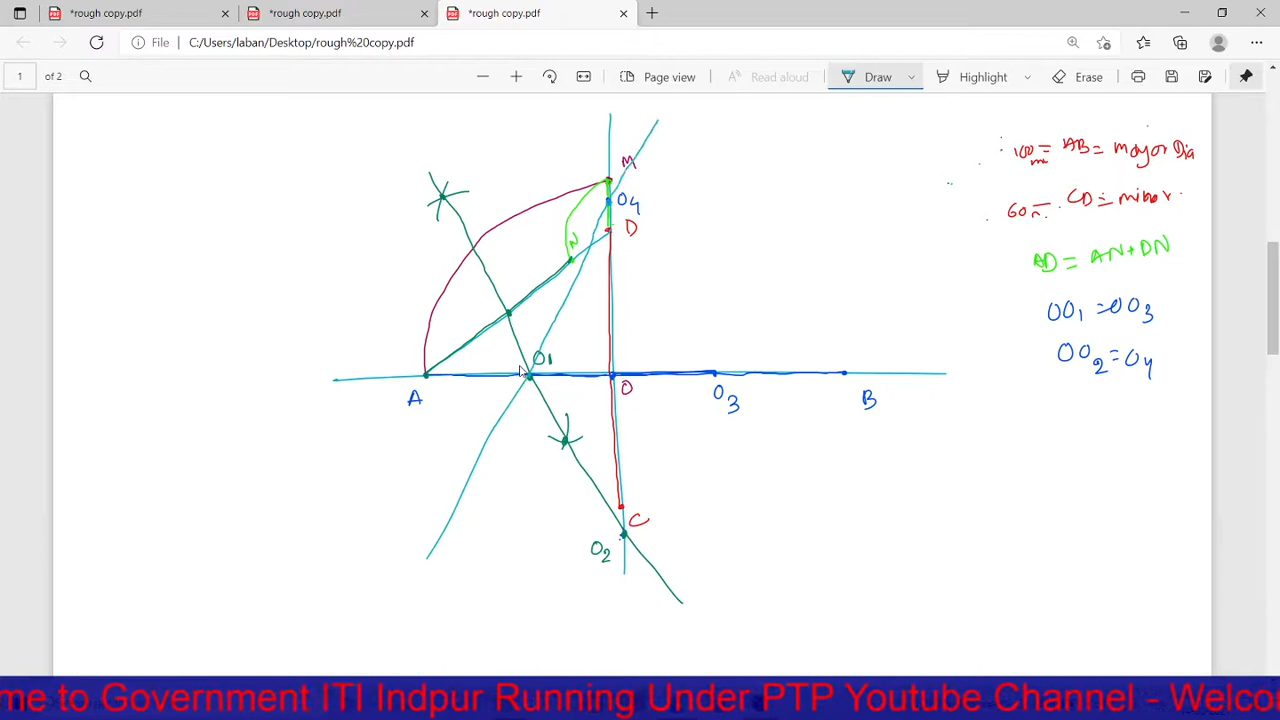 *rough copy.pdf
*rough copy.pdf
*rough copy.pdf
File
C:/Users/laban/Desktop/rough%20copy.pdf
1
of 2
Page view
Read aloud
Draw
Highlight
Erase
M
O4
D
N
O1
A
O
O3
B
C
O2
100 = AB = major Dia
60 = CD = minor
AD = AN + DN
OO1 = OO3
OO2 = O4
me to Government ITI Indpur Running Under PTP Youtube Channel - Welco